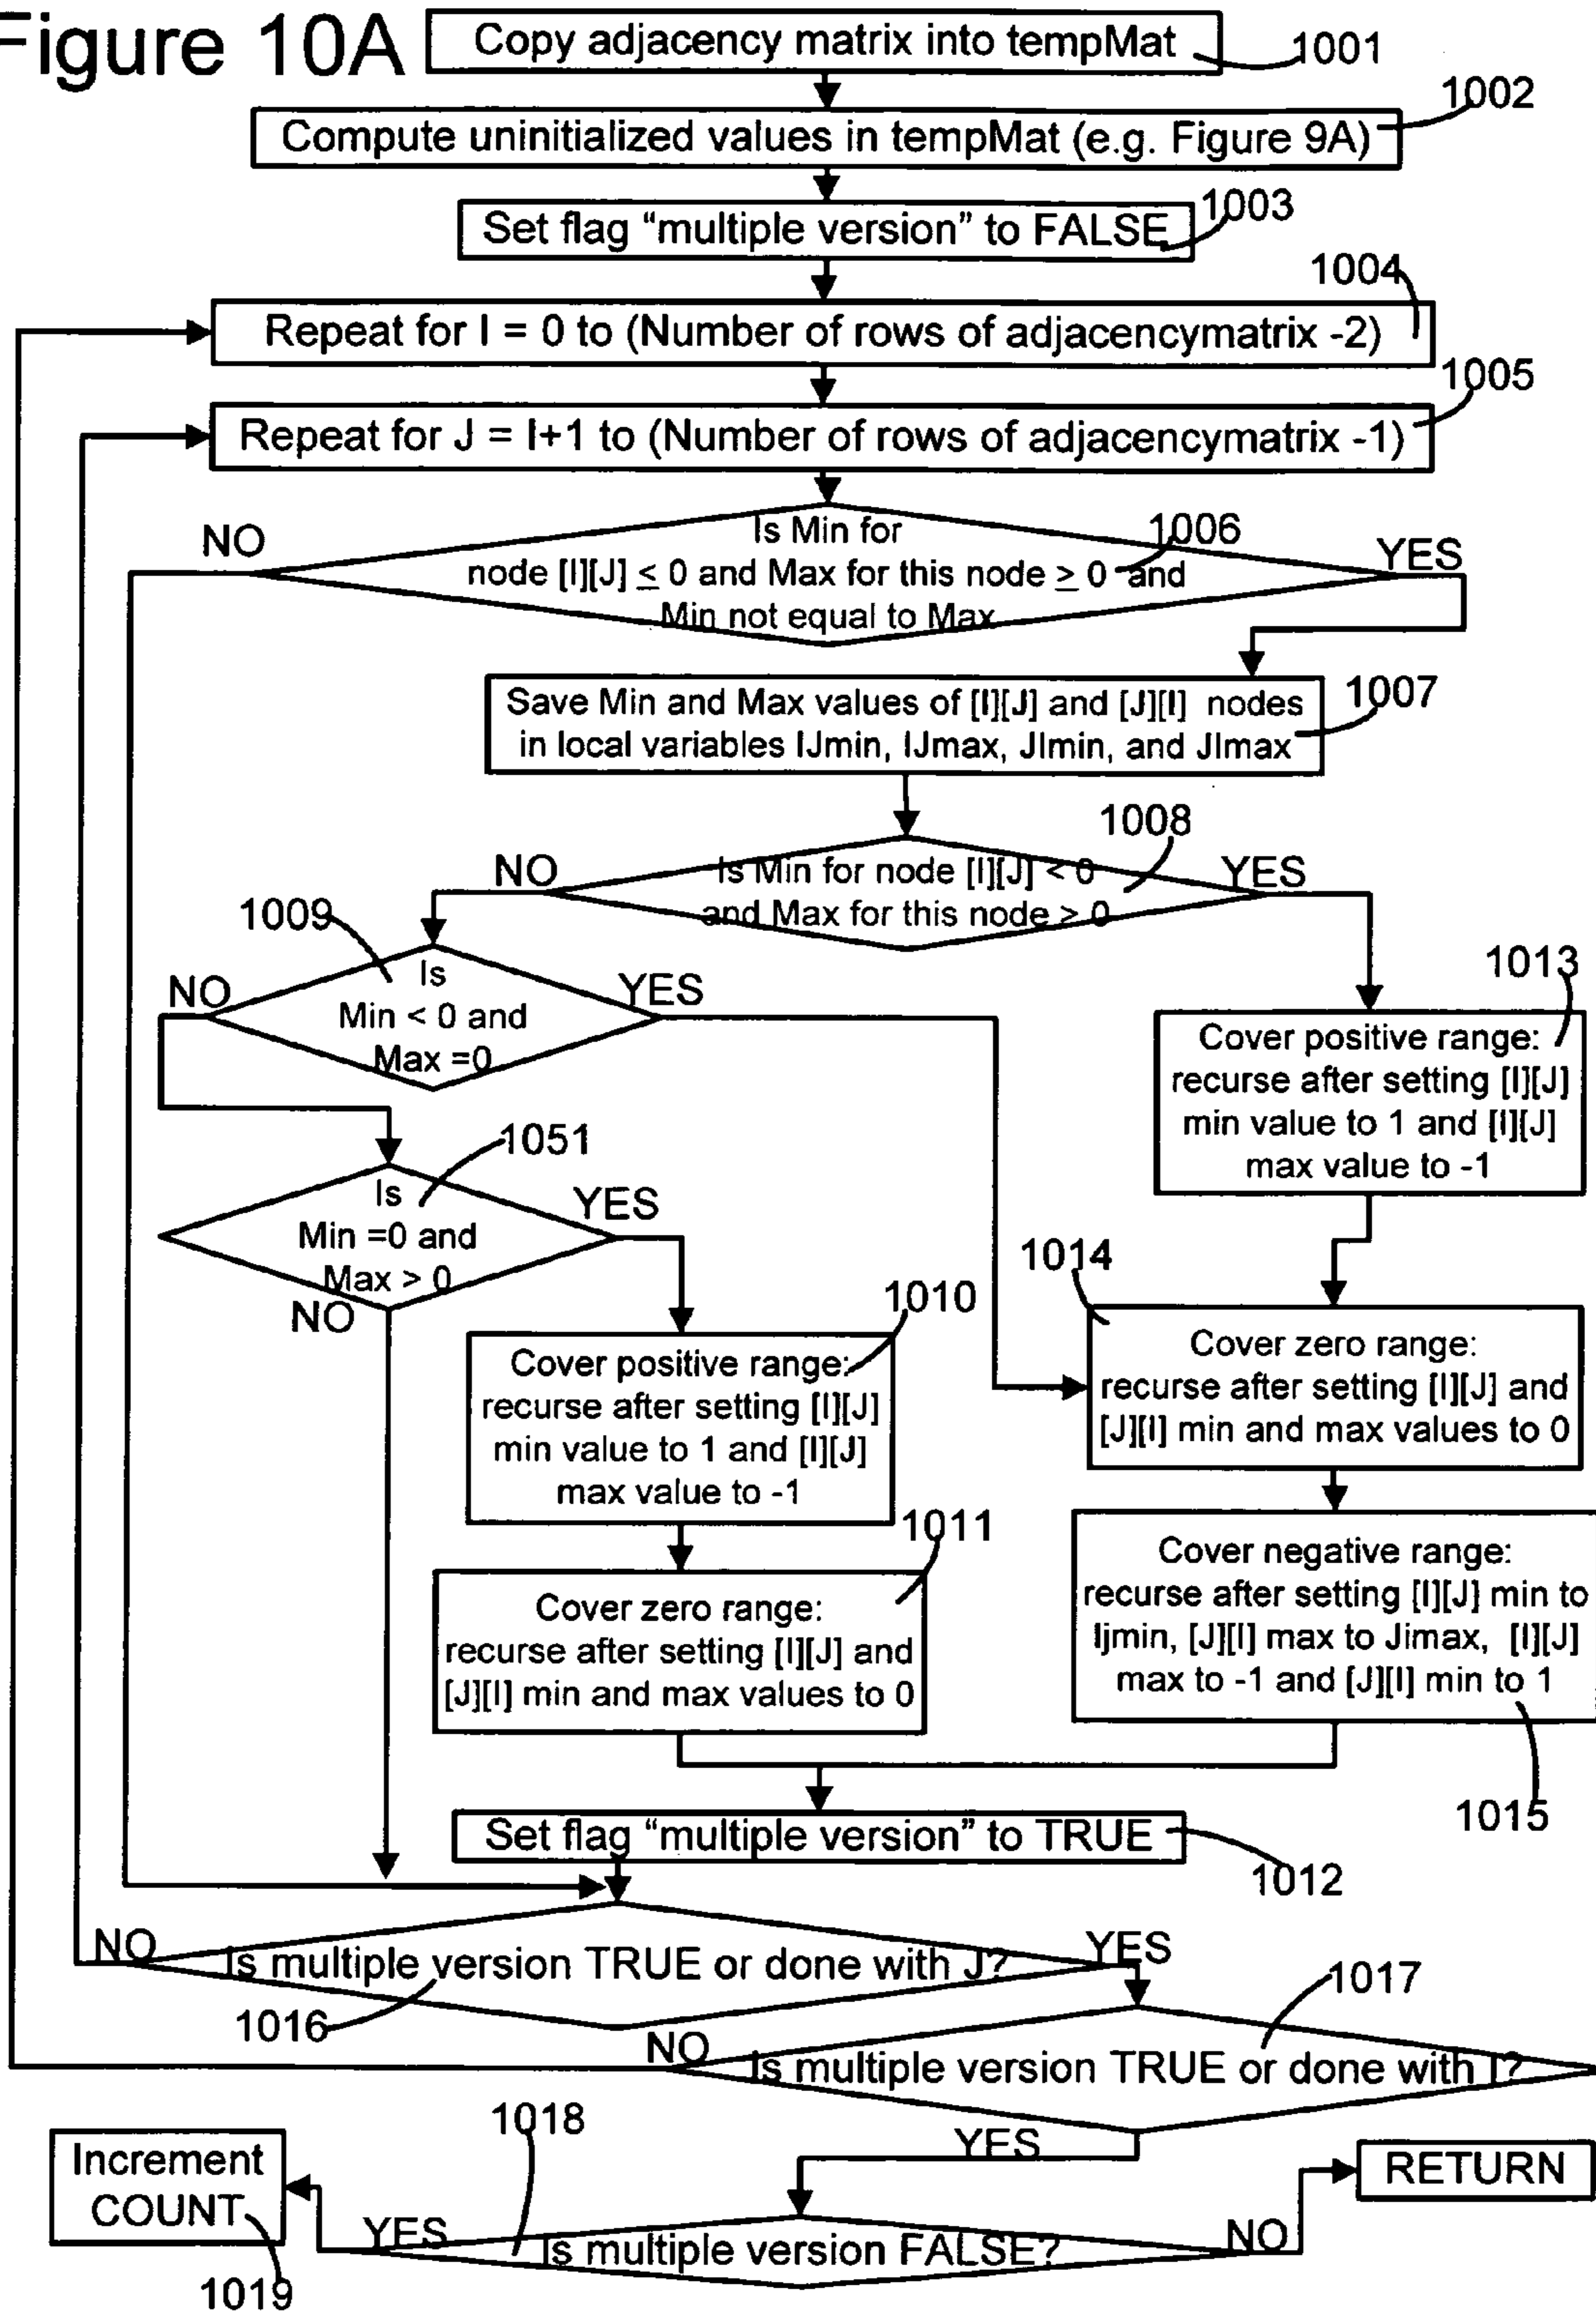 Figure 10A
Copy adjacency matrix into tempMat
1001
1002
Compute uninitialized values in tempMat (e.g. Figure 9A)
Set flag “multiple version” to FALSE
1003
1004
Repeat for I = 0 to (Number of rows of adjacencymatrix -2)
1005
Repeat for J = I+1 to (Number of rows of adjacencymatrix -1)
NO
Is Min for
1006
YES
node [I][J] ≤ 0 and Max for this node ≥ 0 and
Min not equal to Max
Save Min and Max values of [I][J] and [J][I] nodes
in local variables IJmin, IJmax, JImin, and JImax
1007
1008
NO
Is Min for node [I][J] < 0
and Max for this node > 0
YES
1009
NO
Is
Min < 0 and
Max =0
YES
1013
Cover positive range:
recurse after setting [I][J]
min value to 1 and [I][J]
max value to -1
1051
Is
Min =0 and
Max > 0
YES
NO
1014
Cover zero range:
recurse after setting [I][J] and
[J][I] min and max values to 0
1010
Cover positive range:
recurse after setting [I][J]
min value to 1 and [I][J]
max value to -1
1011
Cover zero range:
recurse after setting [I][J] and
[J][I] min and max values to 0
Cover negative range:
recurse after setting [I][J] min to
Ijmin, [J][I] max to Jimax, [I][J]
max to -1 and [J][I] min to 1
1015
Set flag “multiple version” to TRUE
1012
NO
Is multiple version TRUE or done with J?
YES
1016
1017
NO
Is multiple version TRUE or done with I?
YES
1018
Increment
COUNT
1019
YES
Is multiple version FALSE?
NO
RETURN